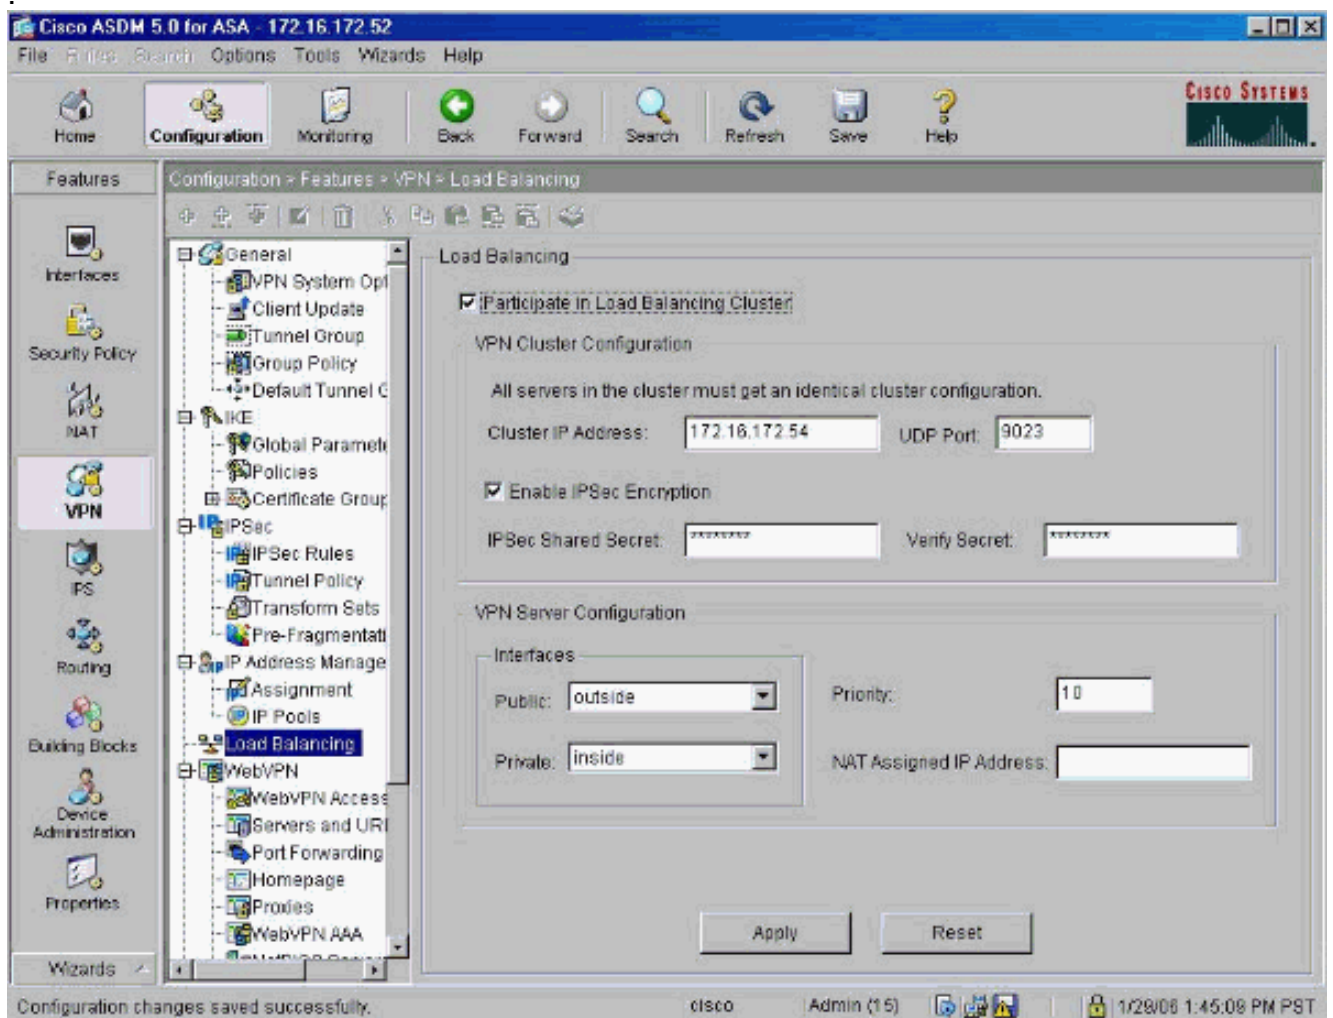 Cisco ASDM 5.0 for ASA - 172.16.172.52
File Rules Search Options Tools Wizards Help
Home Configuration Monitoring Back Forward Search Refresh Save Help
CISCO SYSTEMS
Features
Configuration > Features > VPN > Load Balancing
Interfaces
Security Policy
NAT
VPN
IPS
Routing
Building Blocks
Device
Administration
Properties
Wizards
General
VPN System Opt
Client Update
Tunnel Group
Group Policy
Default Tunnel G
IKE
Global Paramete
Policies
Certificate Group
IPSec
IPSec Rules
Tunnel Policy
Transform Sets
Pre-Fragmentati
IP Address Manage
Assignment
IP Pools
Load Balancing
WebVPN
WebVPN Access
Servers and URL
Port Forwarding
Homepage
Proxies
WebVPN AAA
Load Balancing
Participate in Load Balancing Cluster
VPN Cluster Configuration
All servers in the cluster must get an identical cluster configuration.
Cluster IP Address: 172.16.172.54 UDP Port: 9023
Enable IPSec Encryption
IPSec Shared Secret: ******** Verify Secret: ********
VPN Server Configuration
Interfaces
Public: outside
Private: inside
Priority: 10
NAT Assigned IP Address:
Apply Reset
Configuration changes saved successfully. cisco Admin (15) 1/29/06 1:45:09 PM PST